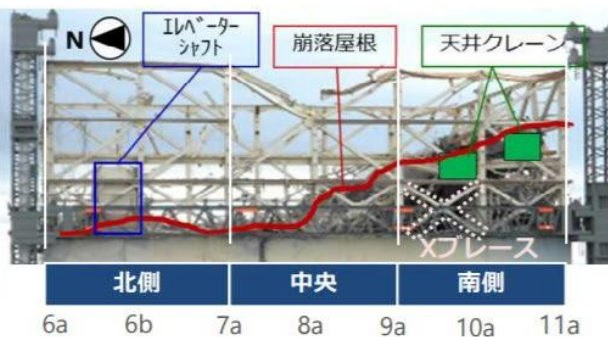 N
ｴﾚﾍﾞｰﾀｰ
シャフト
崩落屋根
天井クレーン
Xブレース
北側
中央
南側
6a
6b
7a
8a
9a
10a
11a